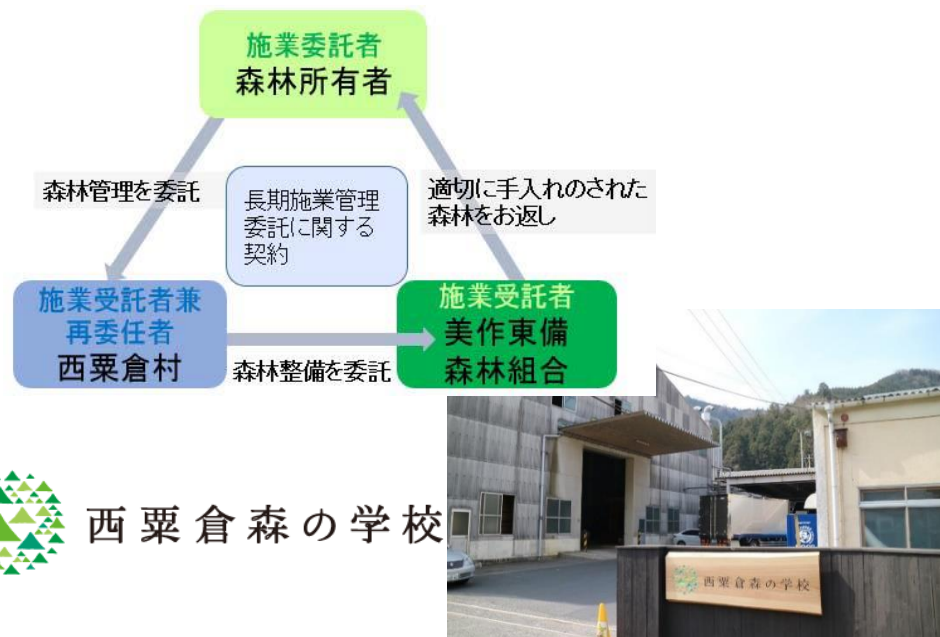 施業委託者
森林所有者
森林管理を委託
長期施業管理
委託に関する
契約
適切に手入れのされた
森林をお返し
施業受託者兼
再委任者
西粟倉村
森林整備を委託
施業受託者
美作東備
森林組合
西粟倉森の学校
西粟倉森の学校